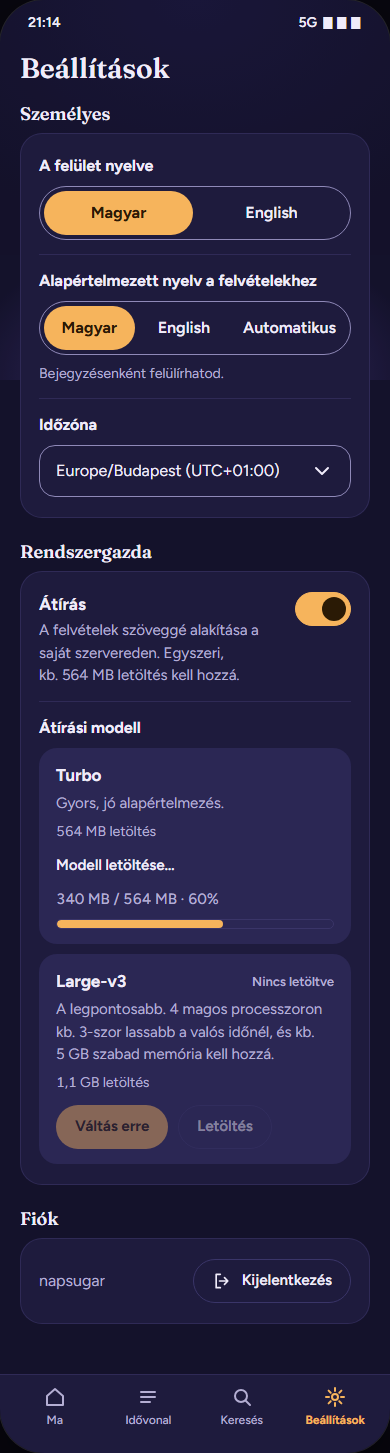 21:14
5G
Beállítások
Személyes
A felület nyelve
Magyar
English
Alapértelmezett nyelv a felvételekhez
Magyar
English
Automatikus
Bejegyzésenként felülírhatod.
Időzóna
Europe/Budapest (UTC+01:00)
Rendszergazda
Átírás
A felvételek szöveggé alakítása a
saját szervereden. Egyszeri,
kb. 564 MB letöltés kell hozzá.
Átírási modell
Turbo
Gyors, jó alapértelmezés.
564 MB letöltés
Modell letöltése…
340 MB / 564 MB · 60%
Large-v3
Nincs letöltve
A legpontosabb. 4 magos processzoron
kb. 3-szor lassabb a valós időnél, és kb.
5 GB szabad memória kell hozzá.
1,1 GB letöltés
Váltás erre
Letöltés
Fiók
napsugar
Kijelentkezés
Ma
Idővonal
Keresés
Beállítások